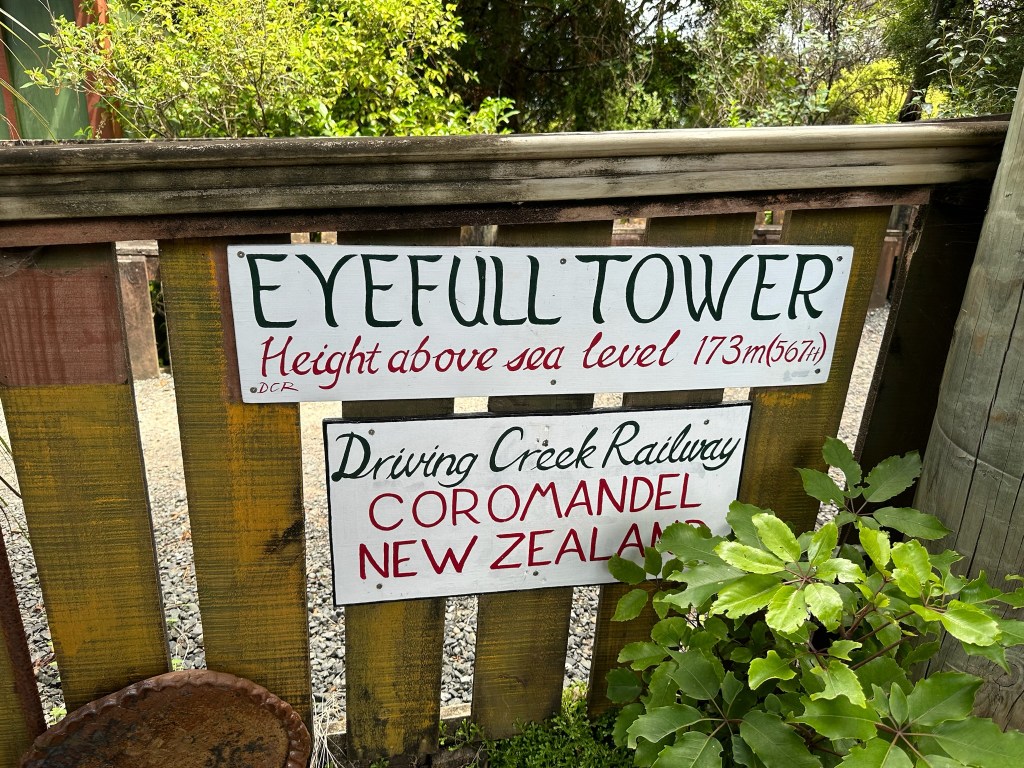 EYEFULL TOWER
Height above sea level 173m (567ft)
DCR
Driving Creek Railway
COROMANDEL
NEW ZEALAND